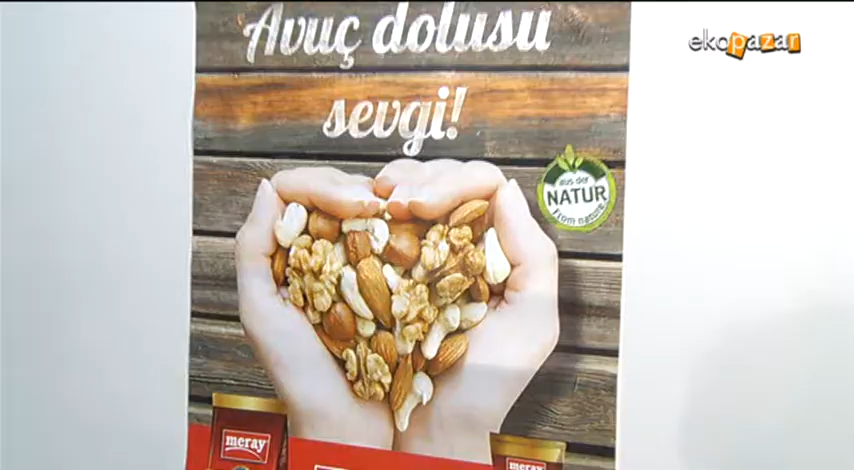 Avuç dolusu
ekopazar
sevgi!
aus der
NATUR
From nature
meray
meray